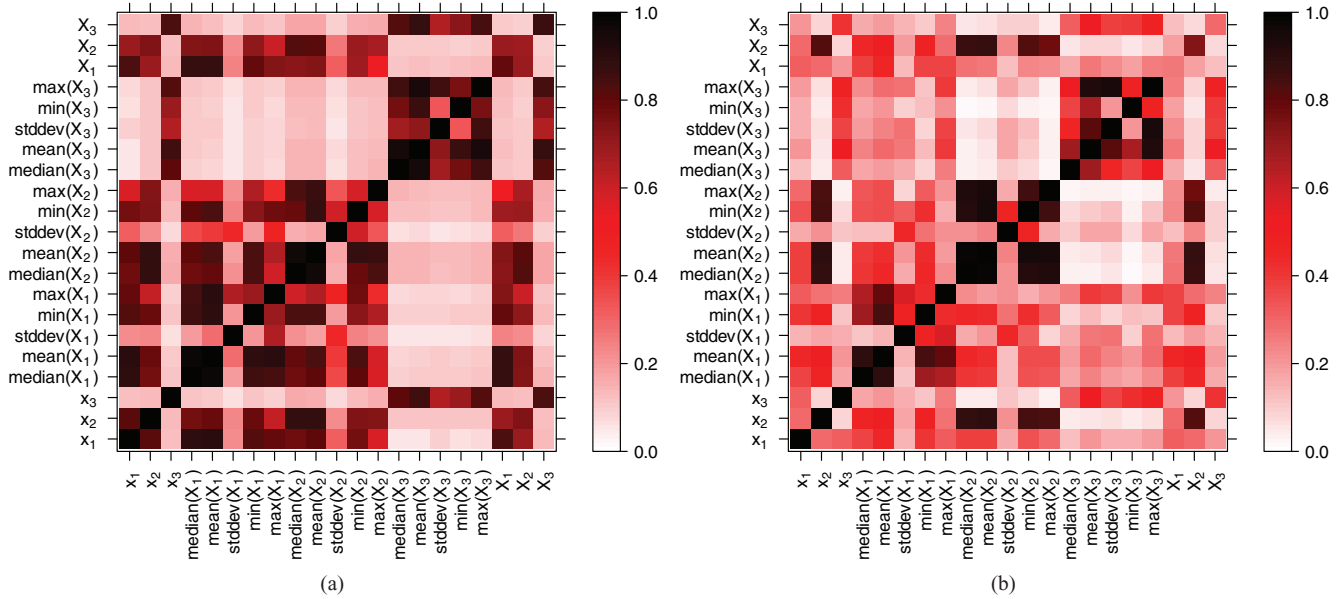 X3
X2
X1
max(X3)
min(X3)
stddev(X3)
mean(X3)
median(X3)
max(X2)
min(X2)
stddev(X2)
mean(X2)
median(X2)
max(X1)
min(X1)
stddev(X1)
mean(X1)
median(X1)
x3
x2
x1
x1
x2
x3
median(X1)
mean(X1)
stddev(X1)
min(X1)
max(X1)
median(X2)
mean(X2)
stddev(X2)
min(X2)
max(X2)
median(X3)
mean(X3)
stddev(X3)
min(X3)
max(X3)
X1
X2
X3
1.0
0.8
0.6
0.4
0.2
0.0
(a)
X3
X2
X1
max(X3)
min(X3)
stddev(X3)
mean(X3)
median(X3)
max(X2)
min(X2)
stddev(X2)
mean(X2)
median(X2)
max(X1)
min(X1)
stddev(X1)
mean(X1)
median(X1)
x3
x2
x1
x1
x2
x3
median(X1)
mean(X1)
stddev(X1)
min(X1)
max(X1)
median(X2)
mean(X2)
stddev(X2)
min(X2)
max(X2)
median(X3)
mean(X3)
stddev(X3)
min(X3)
max(X3)
X1
X2
X3
1.0
0.8
0.6
0.4
0.2
0.0
(b)